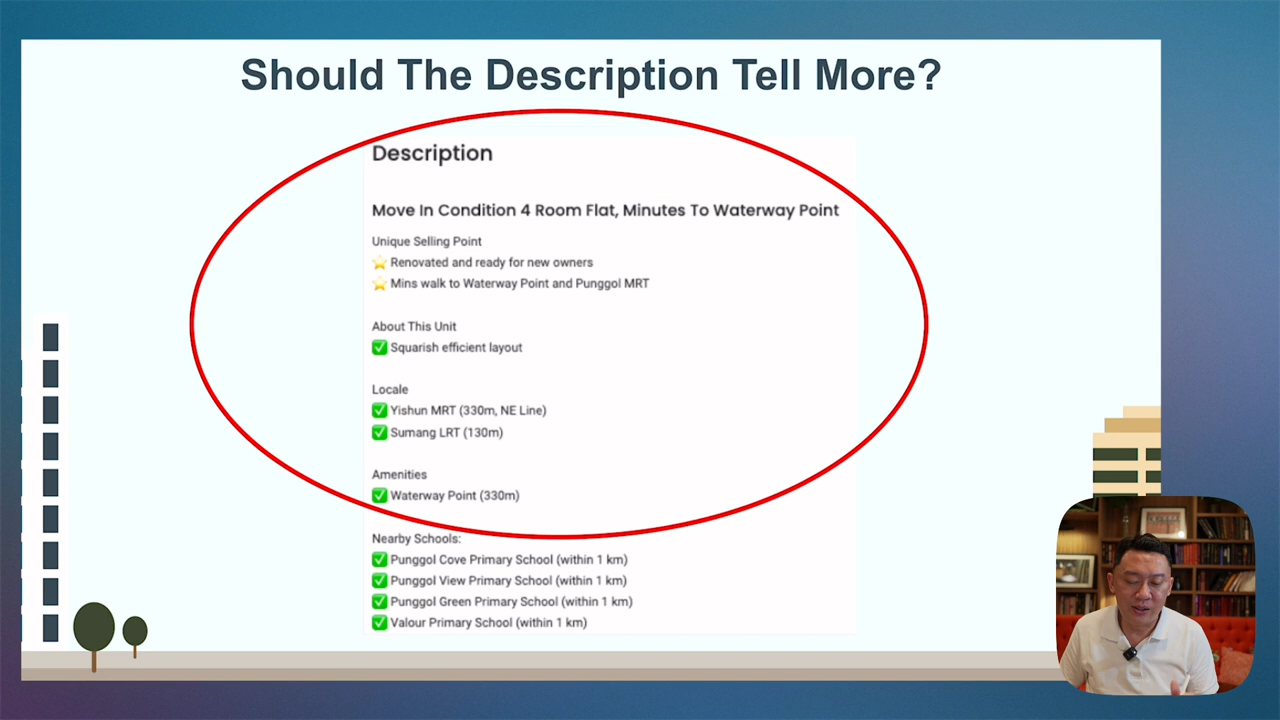 Should The Description Tell More?
Description
Move In Condition 4 Room Flat, Minutes To Waterway Point
Unique Selling Point
⭐ Renovated and ready for new owners
⭐ Mins walk to Waterway Point and Punggol MRT
About This Unit
✅ Squarish efficient layout
Locale
✅ Yishun MRT (330m, NE Line)
✅ Sumang LRT (130m)
Amenities
✅ Waterway Point (330m)
Nearby Schools:
✅ Punggol Cove Primary School (within 1 km)
✅ Punggol View Primary School (within 1 km)
✅ Punggol Green Primary School (within 1 km)
✅ Valour Primary School (within 1 km)